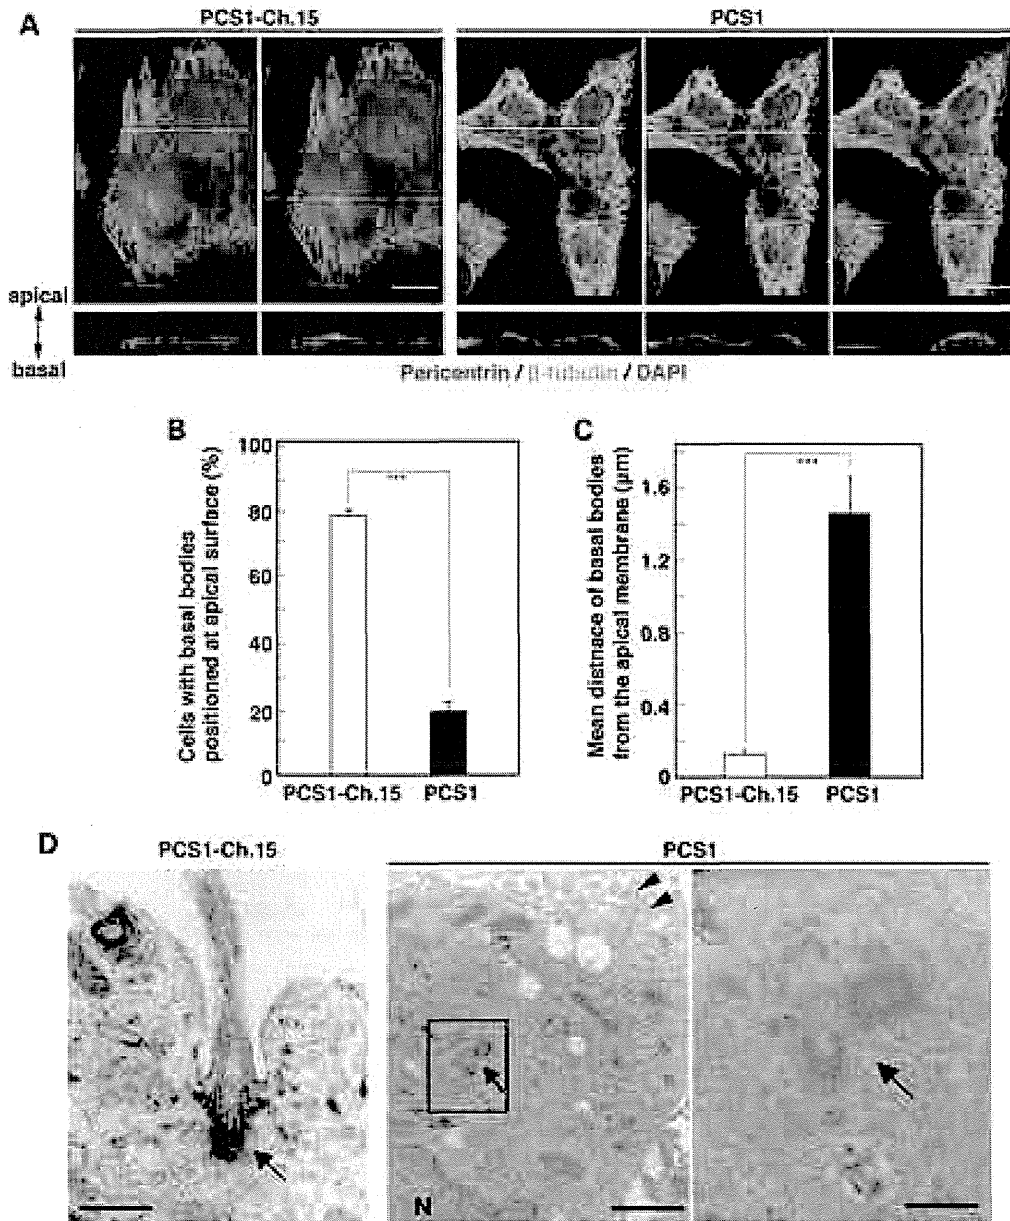 A
PCS1-Ch.15
PCS1
apical
basal
Pericentrin / β-tubulin / DAPI
B
Cells with basal bodies
positioned at apical surface (%)
100
80
60
40
20
0
***
PCS1-Ch.15
PCS1
C
Mean distnace of basal bodies
from the apical membrane (μm)
1.6
1.2
0.8
0.4
0
***
PCS1-Ch.15
PCS1
D
PCS1-Ch.15
PCS1
N